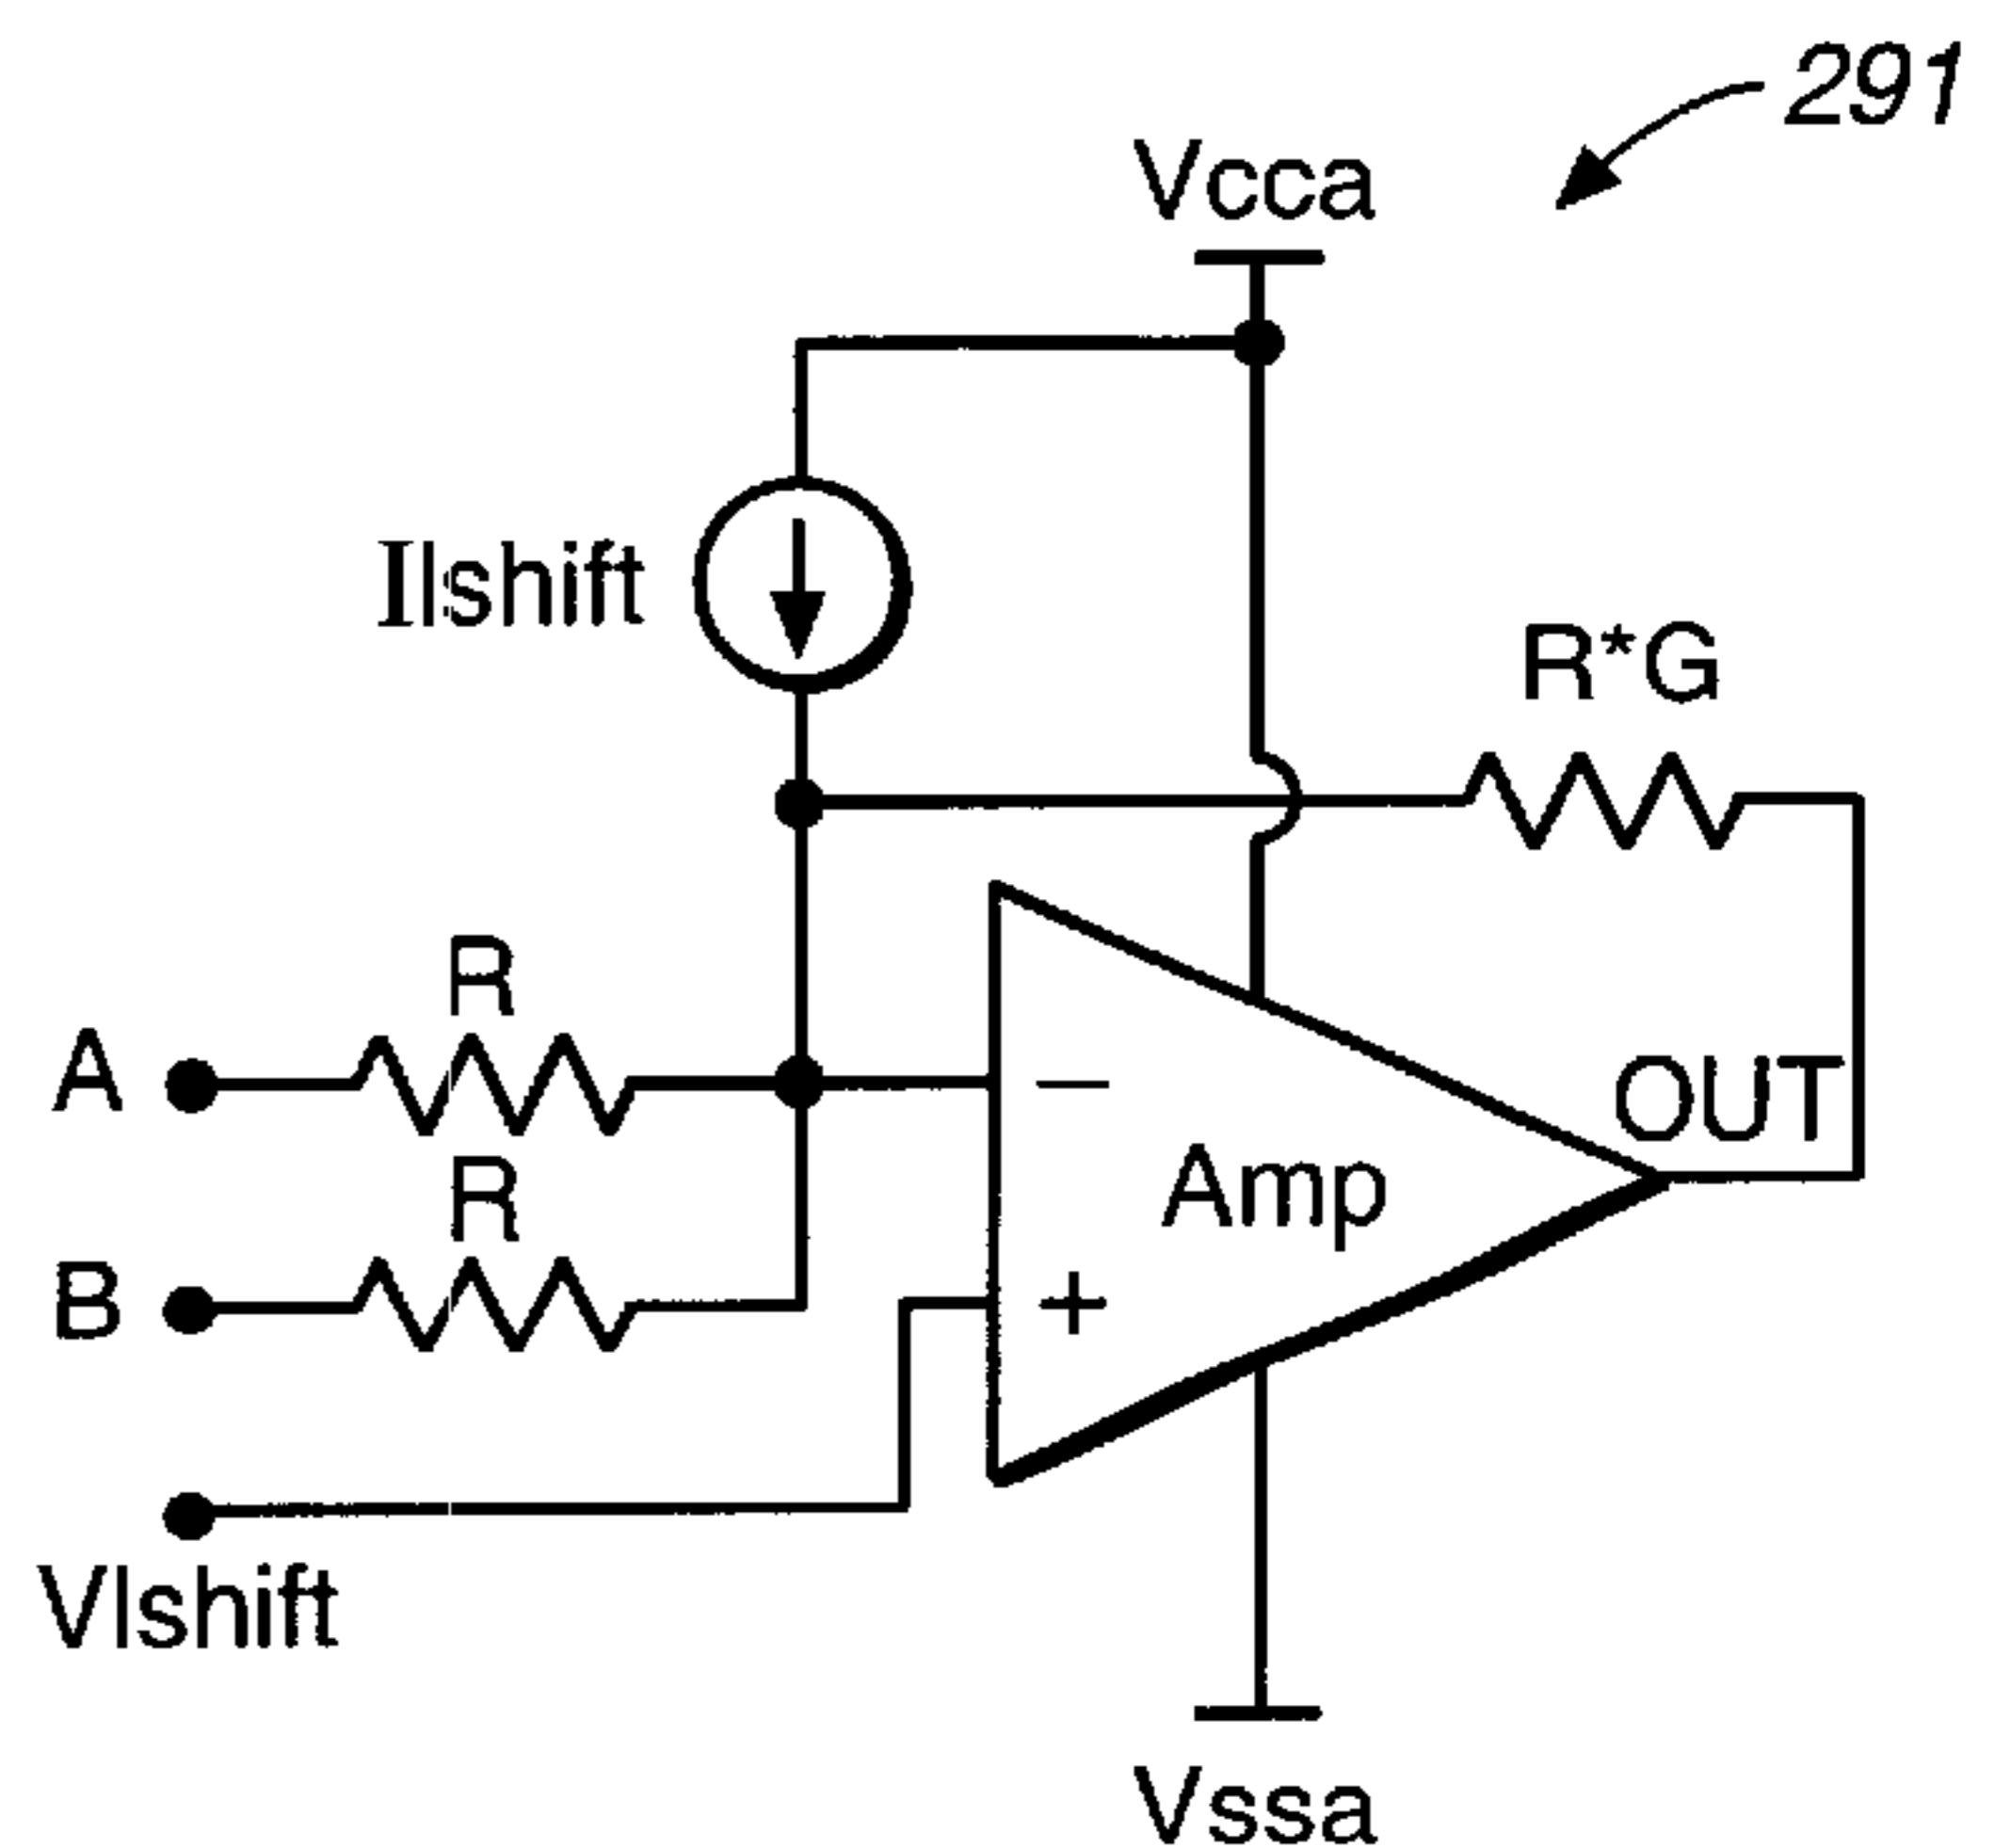 291
Vcca
Ilshift
R*G
R
A
OUT
R
Amp
B
−
+
Vlshift
Vssa